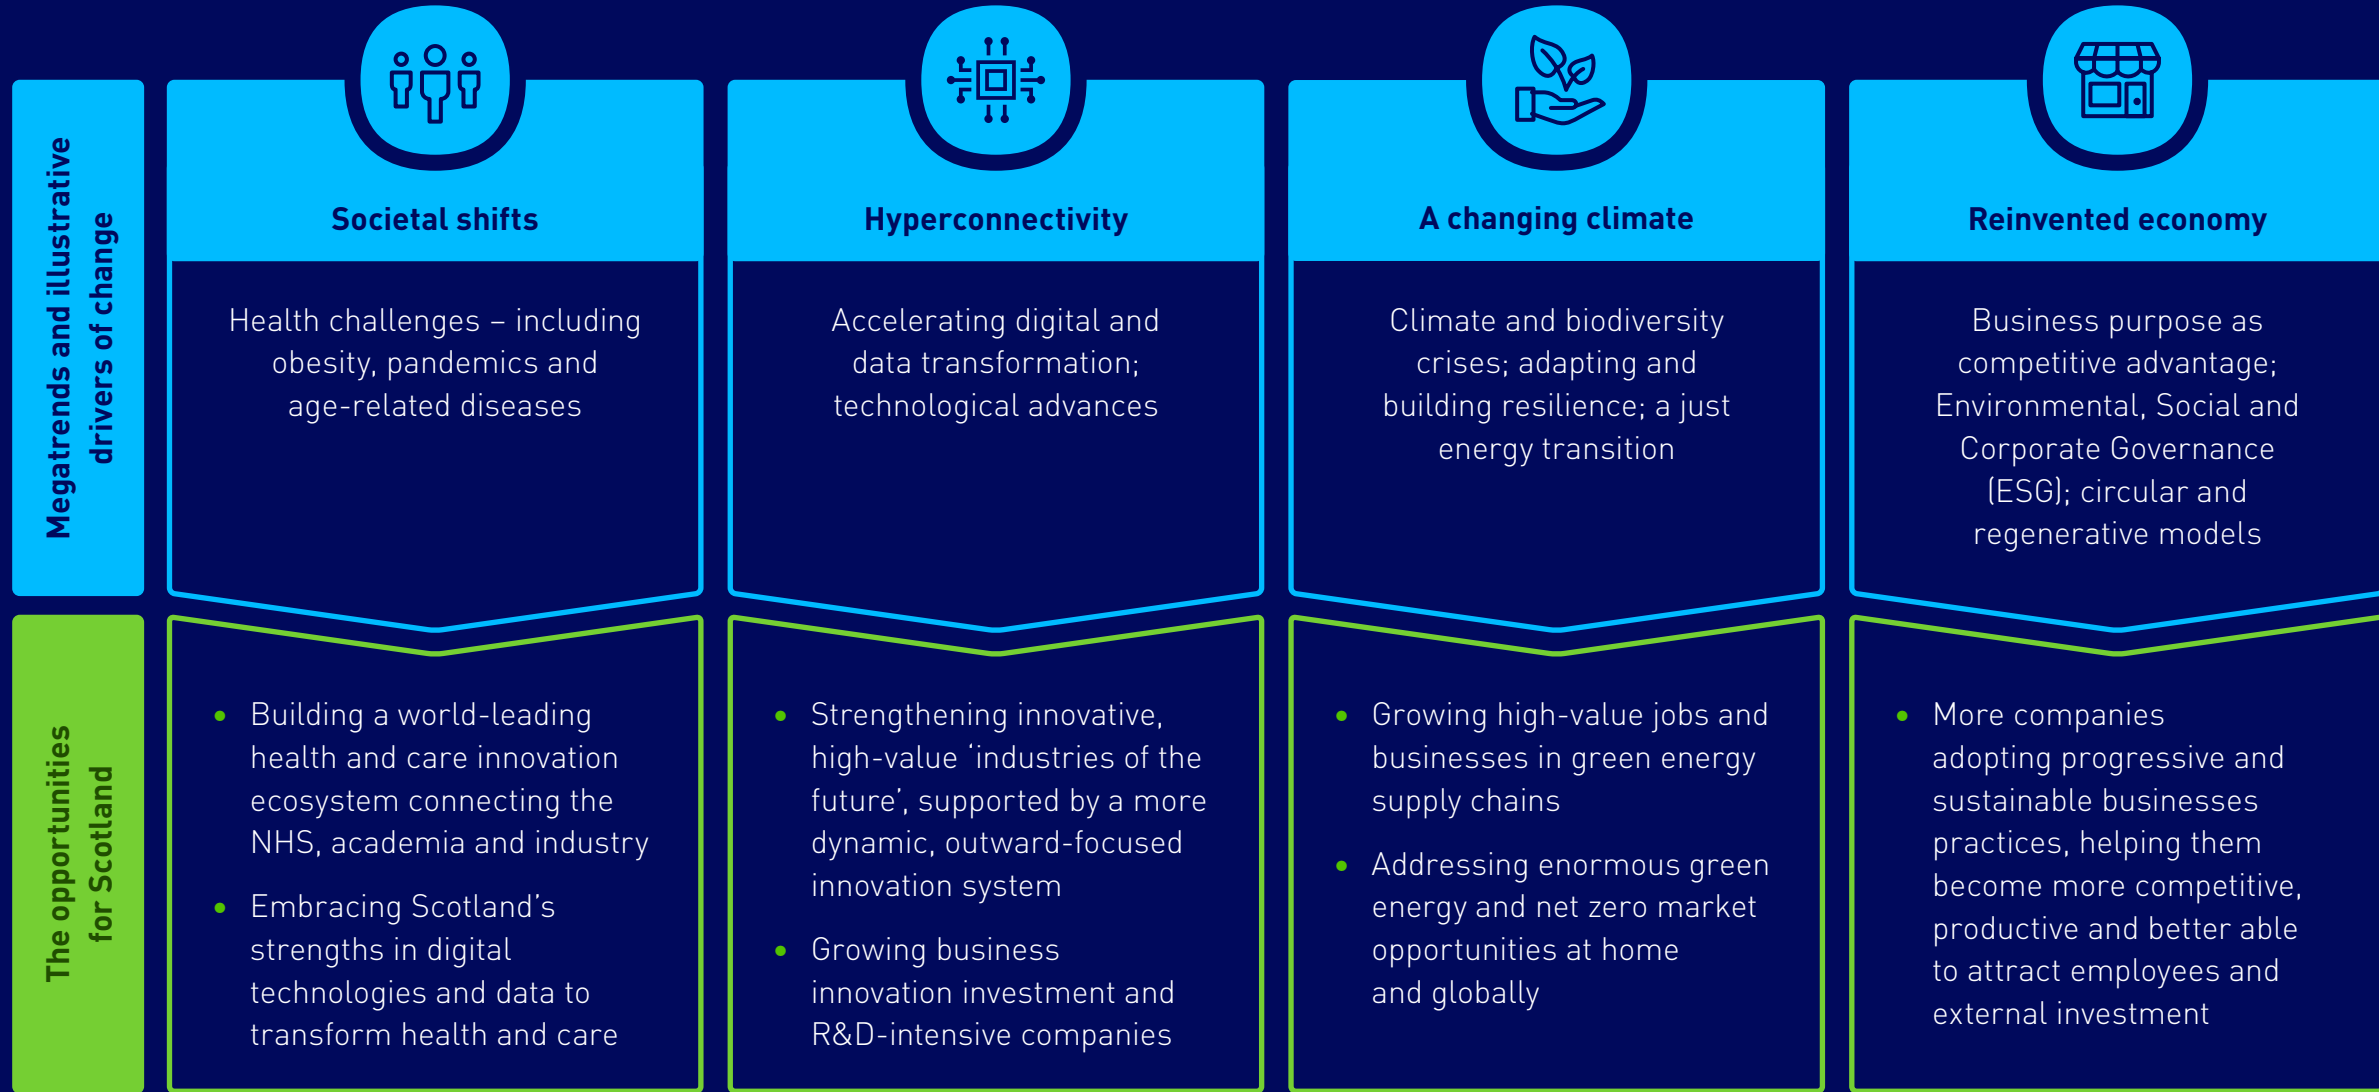 Megatrends and illustrative
drivers of change
Societal shifts
Health challenges – including
obesity, pandemics and
age-related diseases
Hyperconnectivity
Accelerating digital and
data transformation;
technological advances
A changing climate
Climate and biodiversity
crises; adapting and
building resilience; a just
energy transition
Reinvented economy
Business purpose as
competitive advantage;
Environmental, Social and
Corporate Governance
(ESG); circular and
regenerative models
The opportunities
for Scotland
• Building a world-leading
health and care innovation
ecosystem connecting the
NHS, academia and industry
• Embracing Scotland’s
strengths in digital
technologies and data to
transform health and care
• Strengthening innovative,
high-value ‘industries of the
future’, supported by a more
dynamic, outward-focused
innovation system
• Growing business
innovation investment and
R&D-intensive companies
• Growing high-value jobs and
businesses in green energy
supply chains
• Addressing enormous green
energy and net zero market
opportunities at home
and globally
• More companies
adopting progressive and
sustainable businesses
practices, helping them
become more competitive,
productive and better able
to attract employees and
external investment